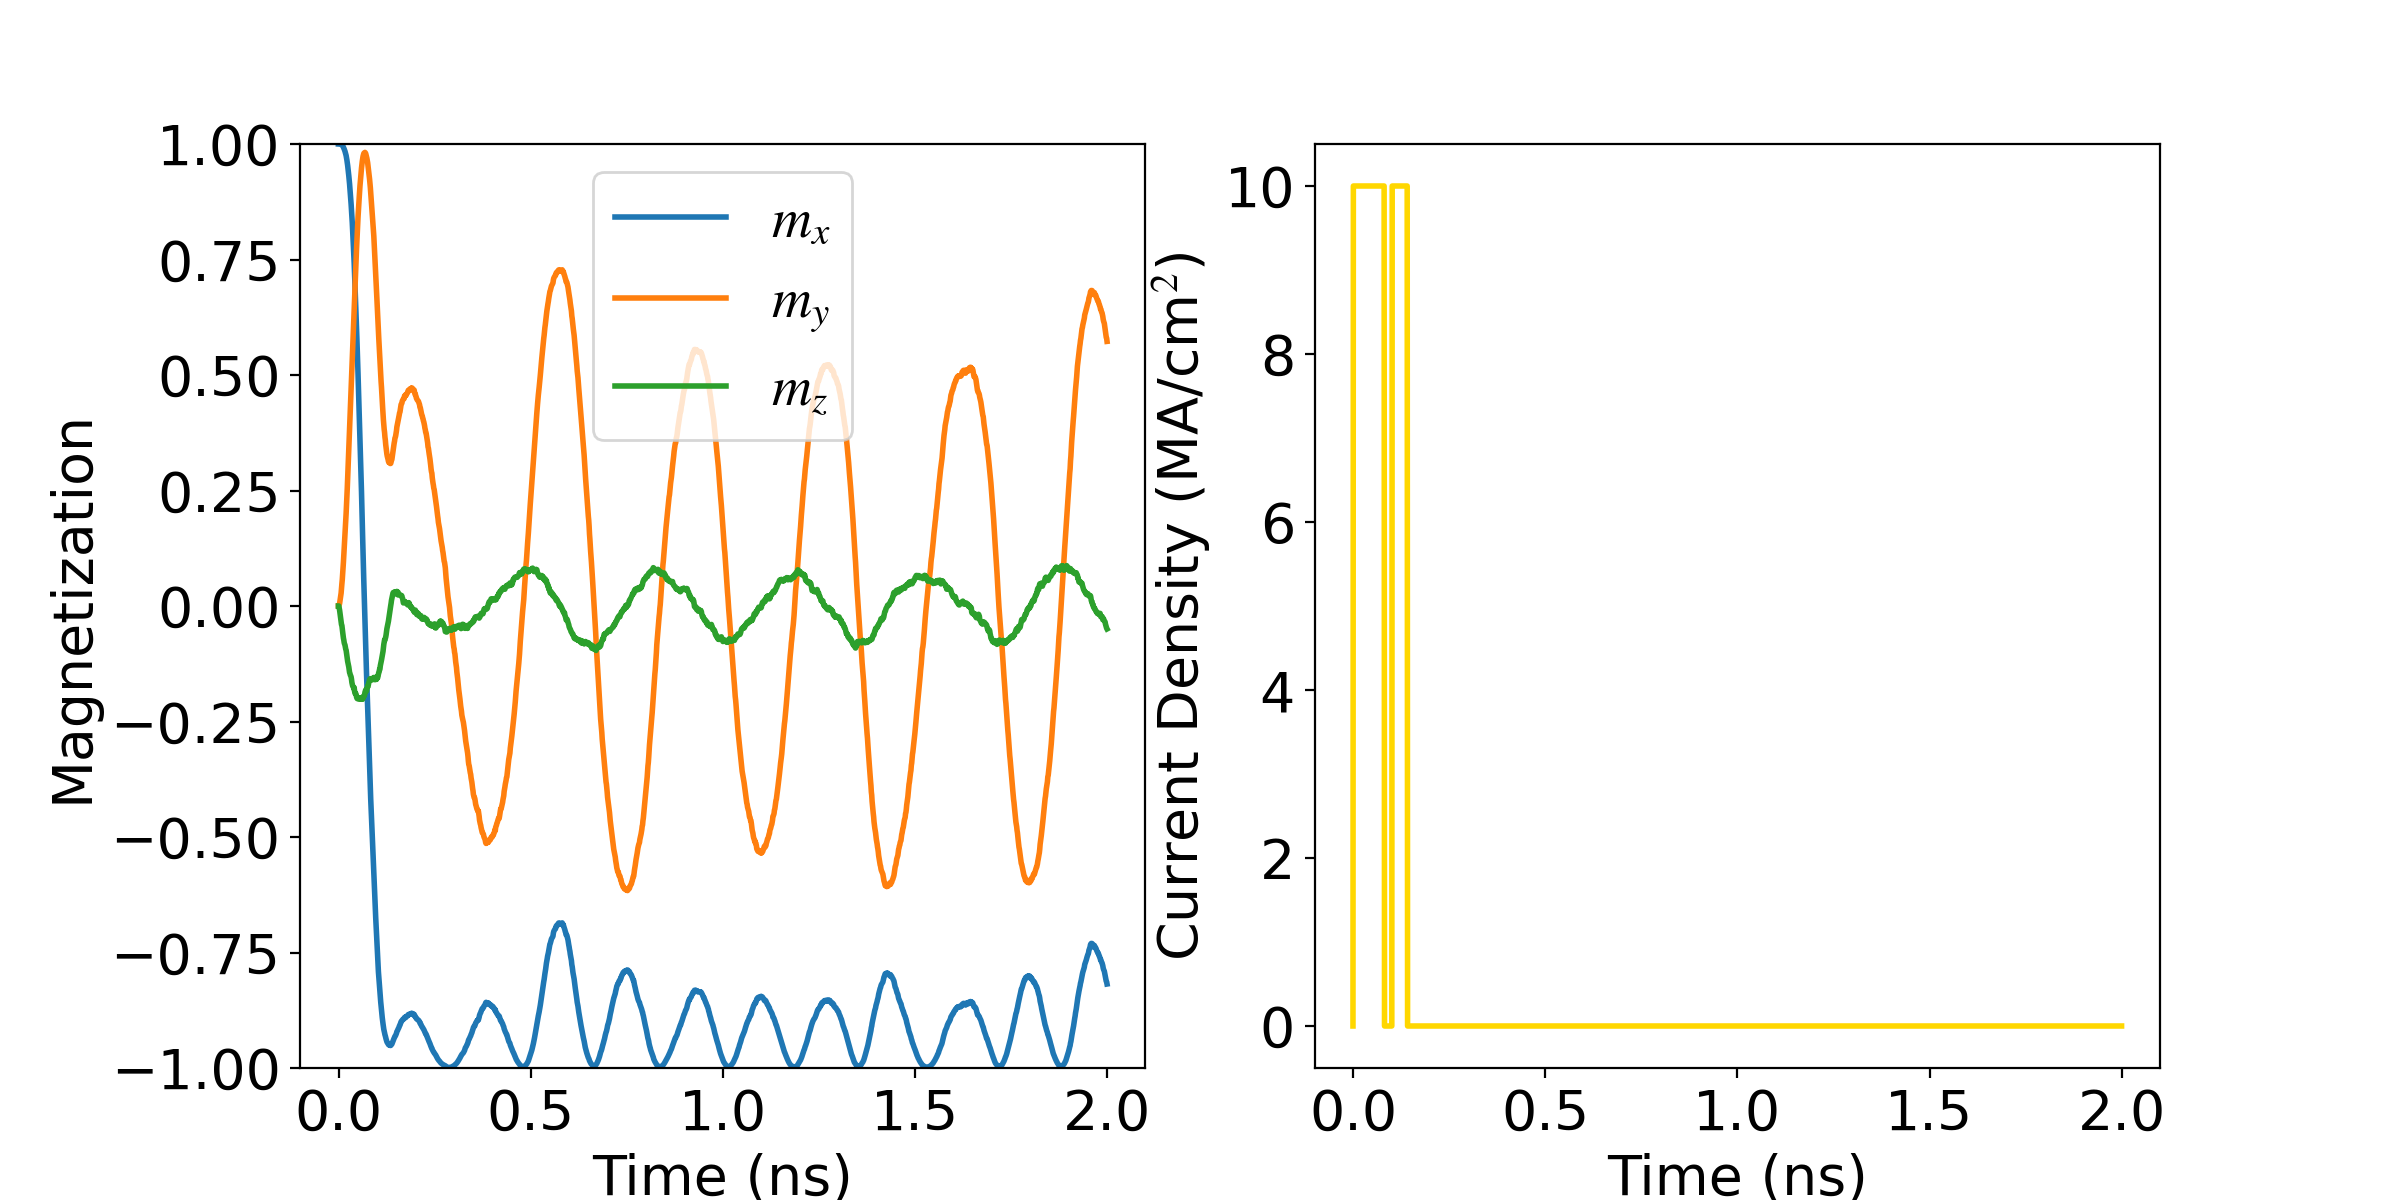 Magnetization
1.00
0.75
0.50
0.25
0.00
−0.25
−0.50
−0.75
−1.00
m_x
m_y
m_z
0.0 0.5 1.0 1.5 2.0
Time (ns)
Current Density (MA/cm²)
10
8
6
4
2
0
0.0 0.5 1.0 1.5 2.0
Time (ns)